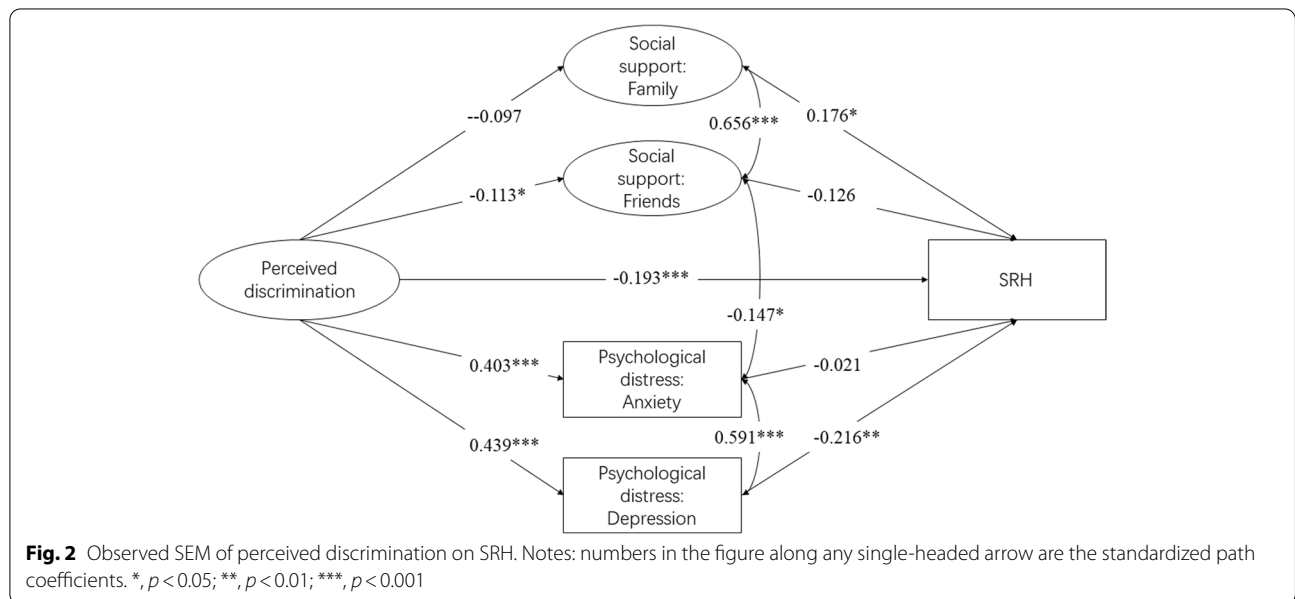 Social
support:
Family
--0.097
0.656***
0.176*
Social
support:
Friends
-0.113*
-0.126
Perceived
discrimination
-0.193***
SRH
-0.147*
Psychological
distress:
Anxiety
0.403***
-0.021
0.439***
0.591***
-0.216**
Psychological
distress:
Depression
Fig. 2 Observed SEM of perceived discrimination on SRH. Notes: numbers in the figure along any single-headed arrow are the standardized path
coefficients. *, p < 0.05; **, p < 0.01; ***, p < 0.001